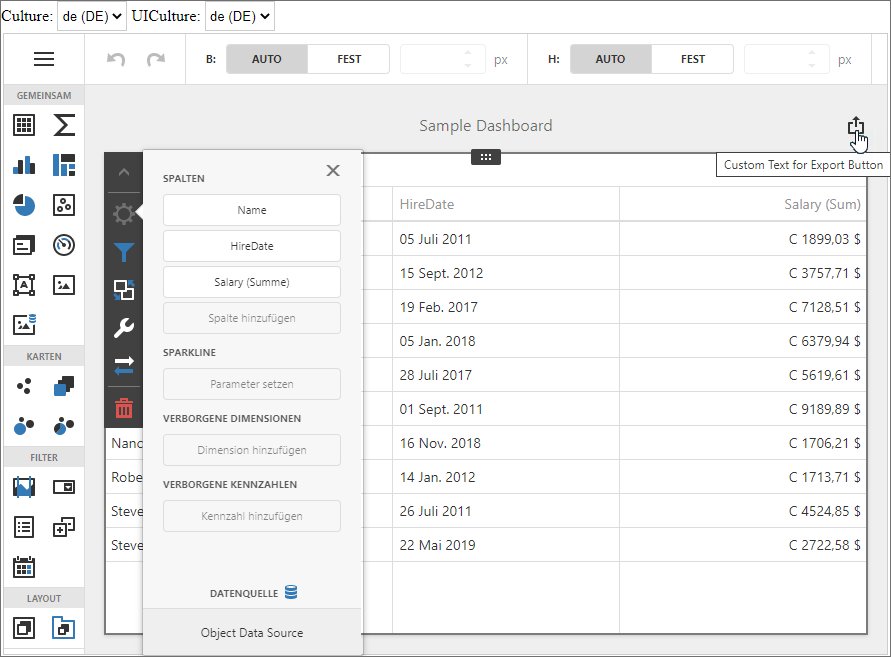 Culture: de (DE) UICulture: de (DE)
B: AUTO FEST px H: AUTO FEST px
GEMEINSAM
KARTEN
FILTER
LAYOUT
Sample Dashboard
Custom Text for Export Button
SPALTEN
Name
HireDate
Salary (Summe)
Spalte hinzufügen
SPARKLINE
Parameter setzen
VERBORGENE DIMENSIONEN
Dimension hinzufügen
VERBORGENE KENNZAHLEN
Kennzahl hinzufügen
DATENQUELLE
Object Data Source
HireDate Salary (Sum)
05 Juli 2011 C 1899,03 $
15 Sept. 2012 C 3757,71 $
19 Feb. 2017 C 7128,51 $
05 Jan. 2018 C 6379,94 $
28 Juli 2017 C 5619,61 $
01 Sept. 2011 C 9189,89 $
Nanc 16 Nov. 2018 C 1706,21 $
Robe 14 Jan. 2012 C 1713,71 $
Steve 26 Juli 2011 C 4524,85 $
Steve 22 Mai 2019 C 2722,58 $